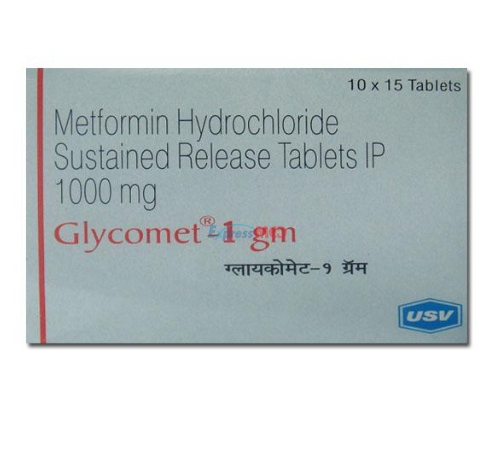 10 x 15 Tablets
Metformin Hydrochloride
Sustained Release Tablets IP
1000 mg
Glycomet®-1 gm
ग्लायकोमेट-१ ग्रॅम
USV